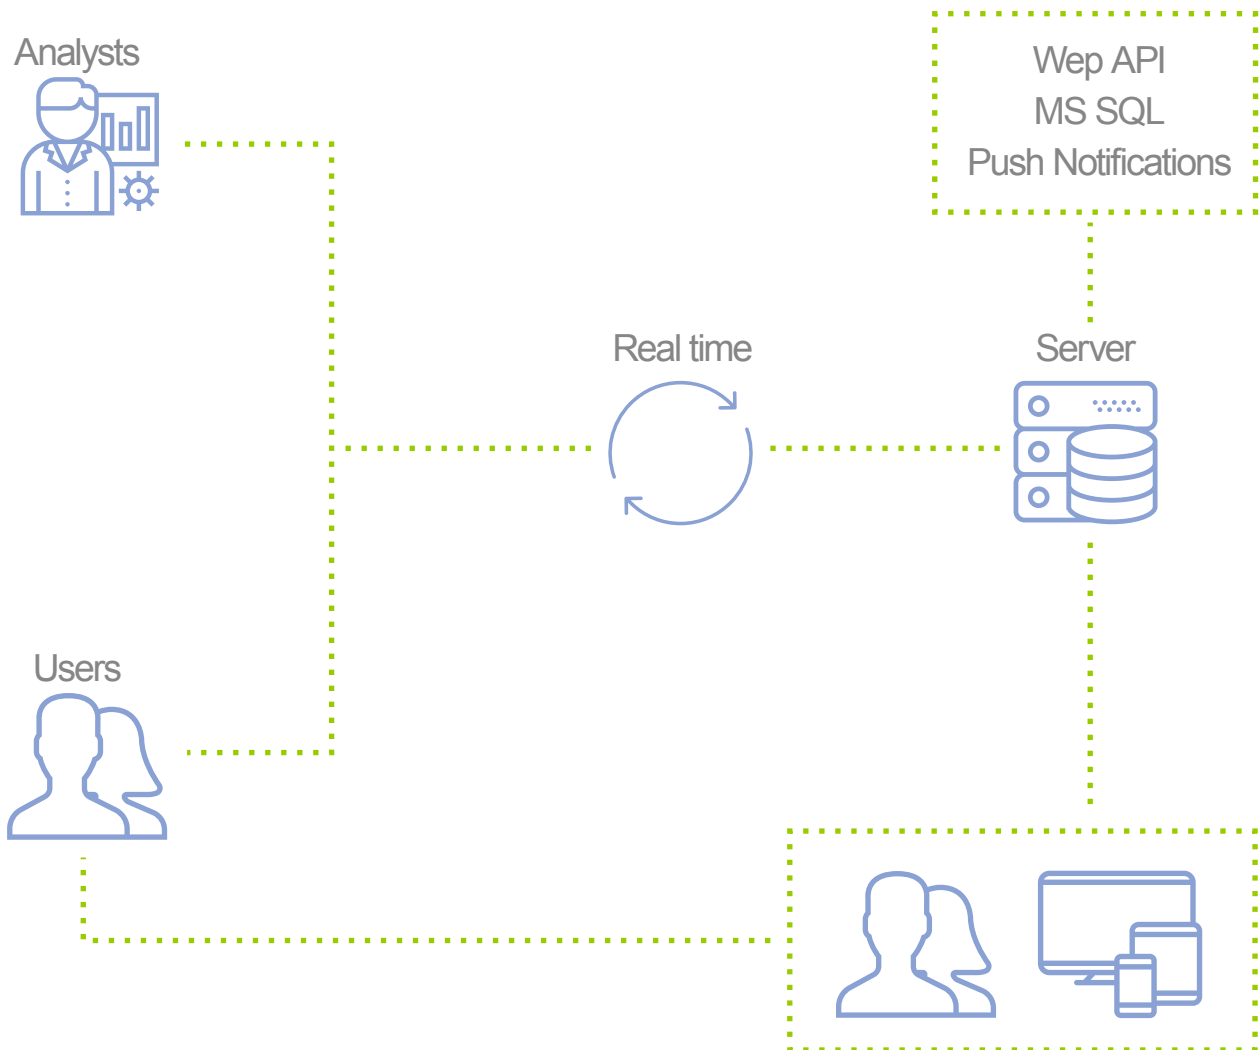 Analysts
Wep API
MS SQL
Push Notifications
Real time
Server
Users